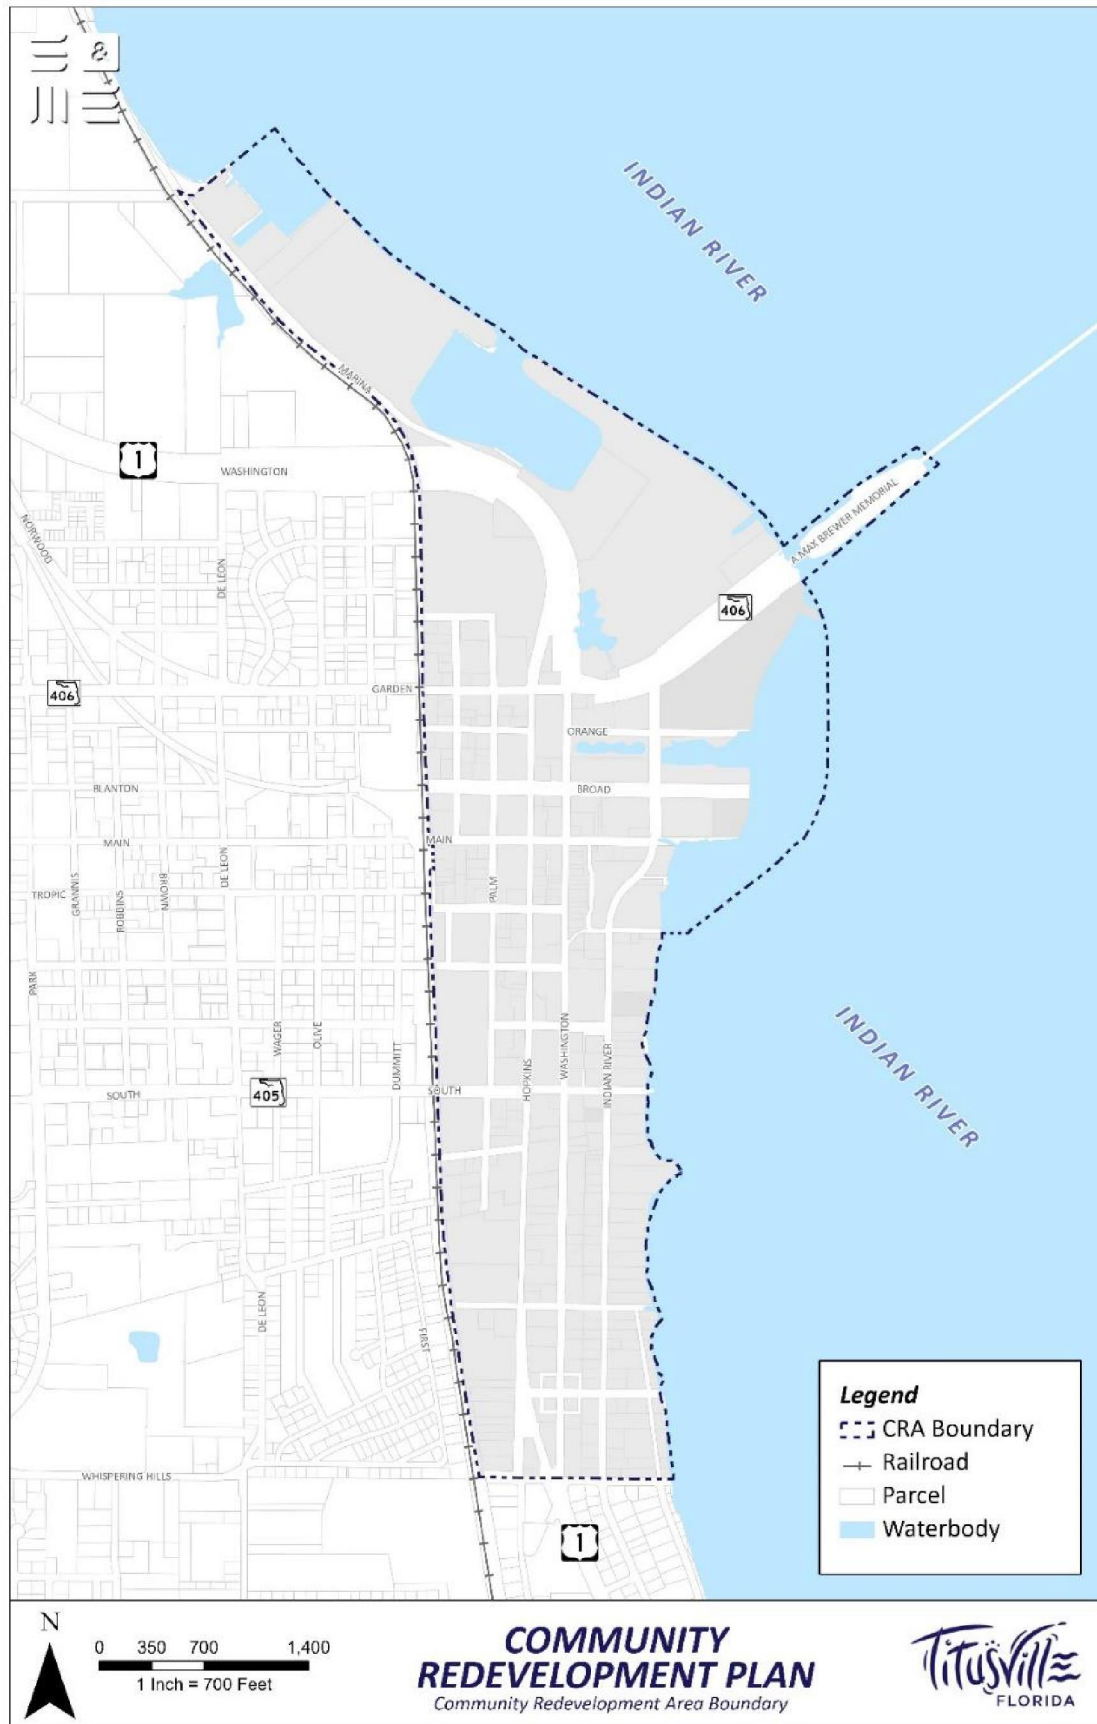 &
INDIAN RIVER
MARINA
1
WASHINGTON
NORWOOD
DE LEON
A MAX BREWER MEMORIAL
406
406
GARDEN
ORANGE
BLANTON
BROAD
MAIN
MAIN
TROPIC
GRANNIS
ROBBINS
BROWN
DE LEON
PALM
PARK
WAGER
OLIVE
DUMMITT
HOPKINS
WASHINGTON
INDIAN RIVER
INDIAN RIVER
SOUTH
405
SOUTH
DE LEON
FIRST
WHISPERING HILLS
1
Legend
CRA Boundary
Railroad
Parcel
Waterbody
N
0 350 700 1,400
1 Inch = 700 Feet
COMMUNITY
REDEVELOPMENT PLAN
Community Redevelopment Area Boundary
TITUSVILLE
FLORIDA